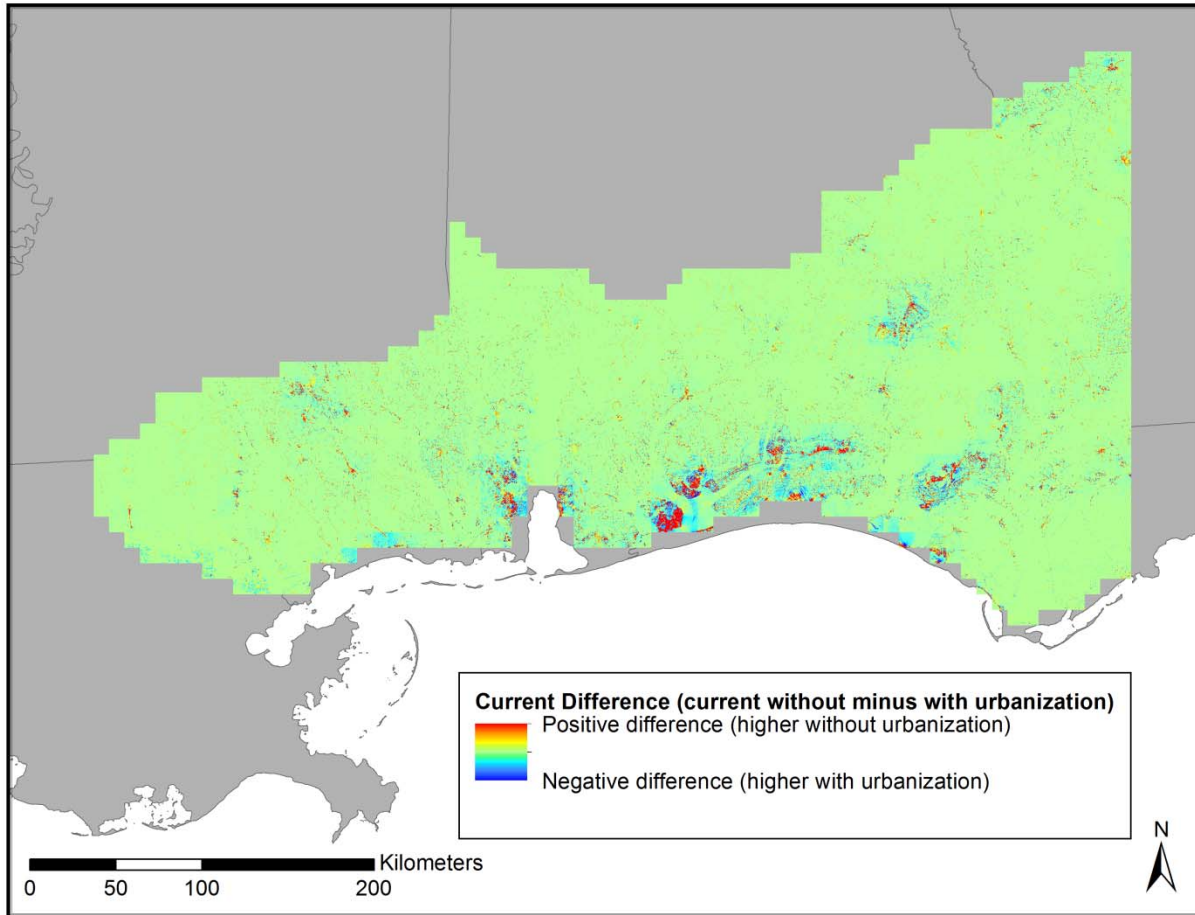 Current Difference (current without minus with urbanization)
Positive difference (higher without urbanization)
Negative difference (higher with urbanization)
Kilometers
0 50 100 200
N